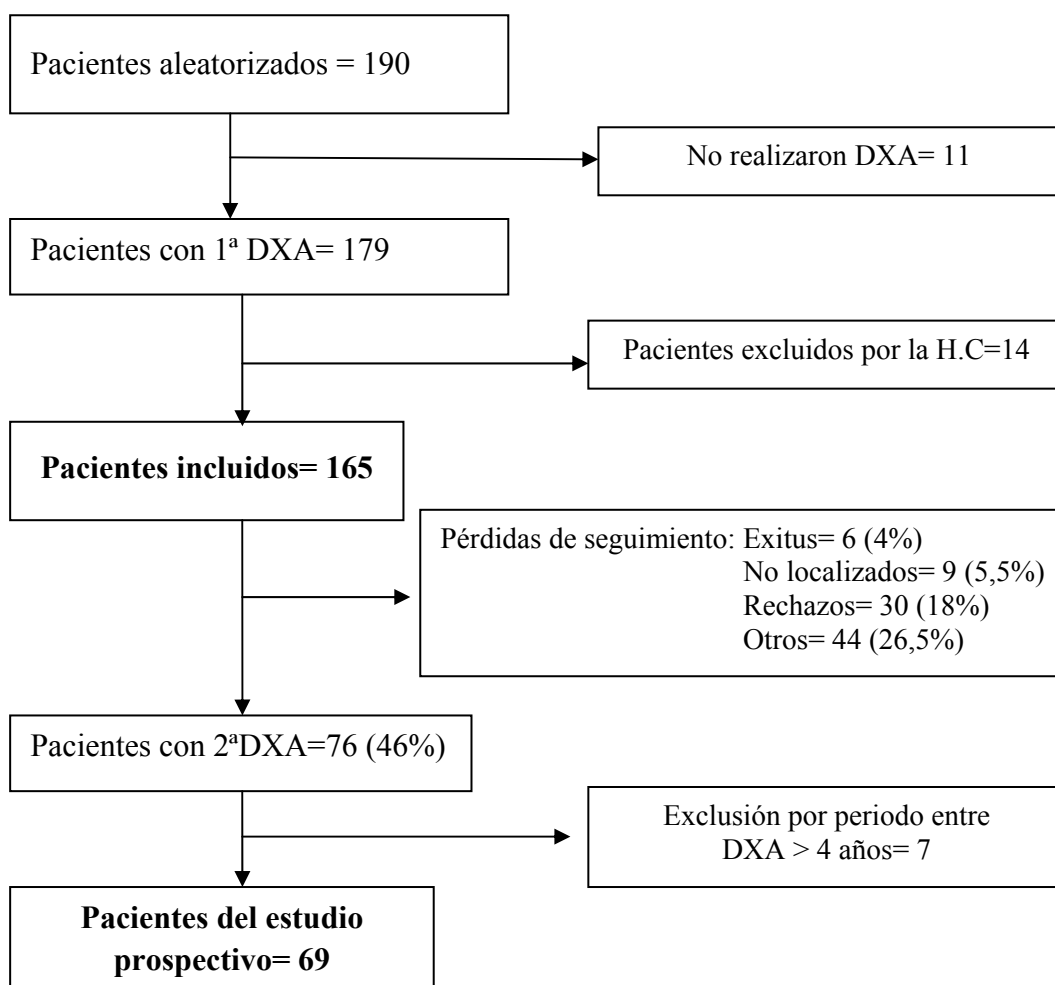 Pacientes aleatorizados = 190
No realizaron DXA= 11
Pacientes con 1ª DXA= 179
Pacientes excluidos por la H.C=14
Pacientes incluidos= 165
Pérdidas de seguimiento: Exitus= 6 (4%)
No localizados= 9 (5,5%)
Rechazos= 30 (18%)
Otros= 44 (26,5%)
Pacientes con 2ªDXA=76 (46%)
Exclusión por periodo entre
DXA > 4 años= 7
Pacientes del estudio
prospectivo= 69